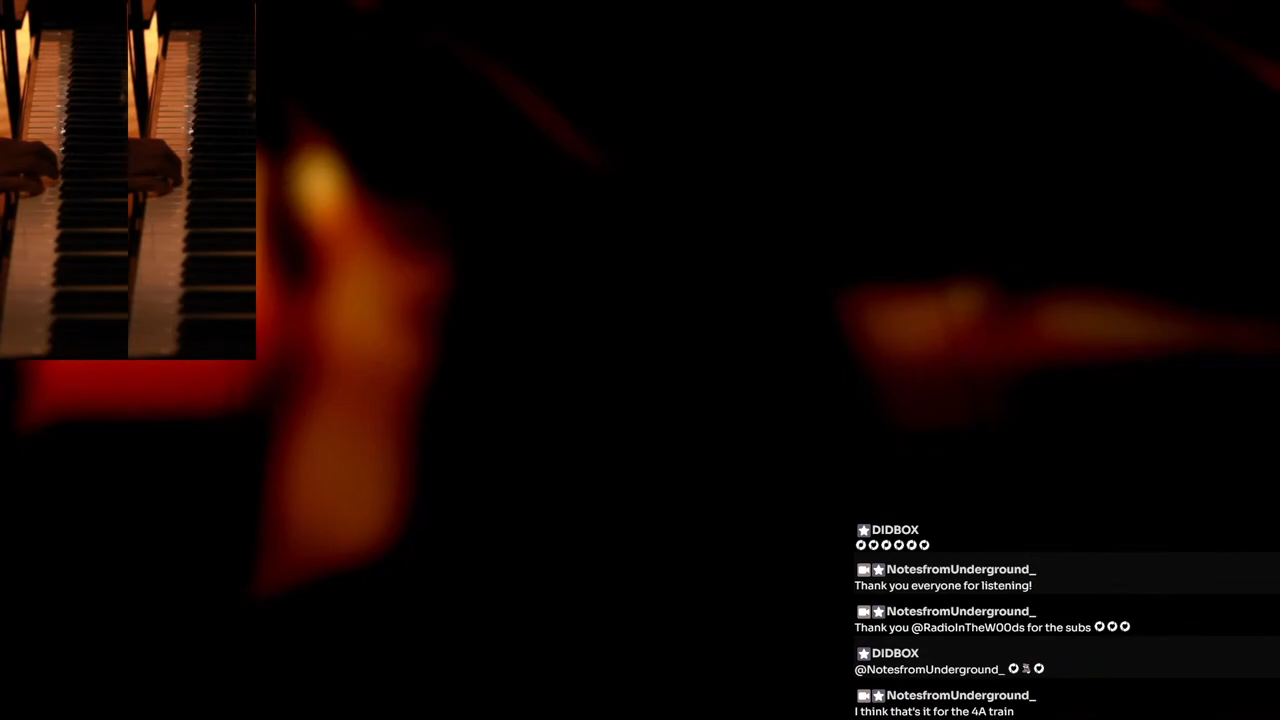 DIDBOX
NotesfromUnderground_
Thank you everyone for listening!
NotesfromUnderground_
Thank you @RadioInTheW00ds for the subs
DIDBOX
@NotesfromUnderground_
NotesfromUnderground_
I think that's it for the 4A train